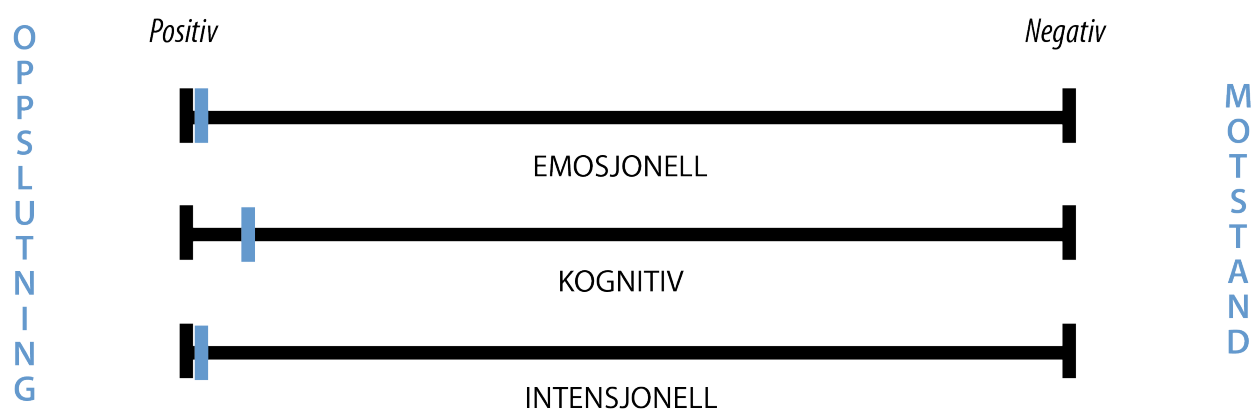 OPPSLUTNING
Positiv
Negativ
EMOSJONELL
KOGNITIV
INTENSJONELL
MOTSTAND